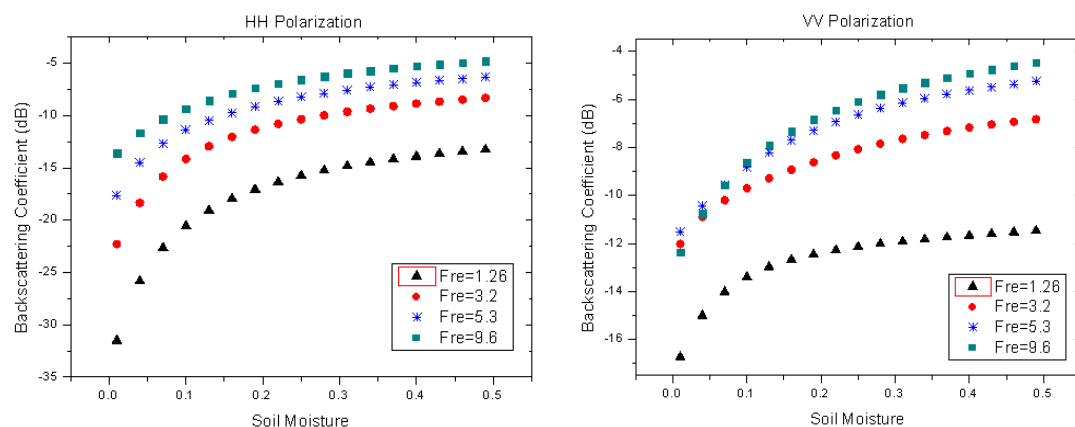 HH Polarization
Backscattering Coefficient (dB)
-5
-10
-15
-20
-25
-30
-35
0.0 0.1 0.2 0.3 0.4 0.5
Soil Moisture
Fre=1.26
Fre=3.2
Fre=5.3
Fre=9.6
VV Polarization
Backscattering Coefficient (dB)
-4
-6
-8
-10
-12
-14
-16
0.0 0.1 0.2 0.3 0.4 0.5
Soil Moisture
Fre=1.26
Fre=3.2
Fre=5.3
Fre=9.6